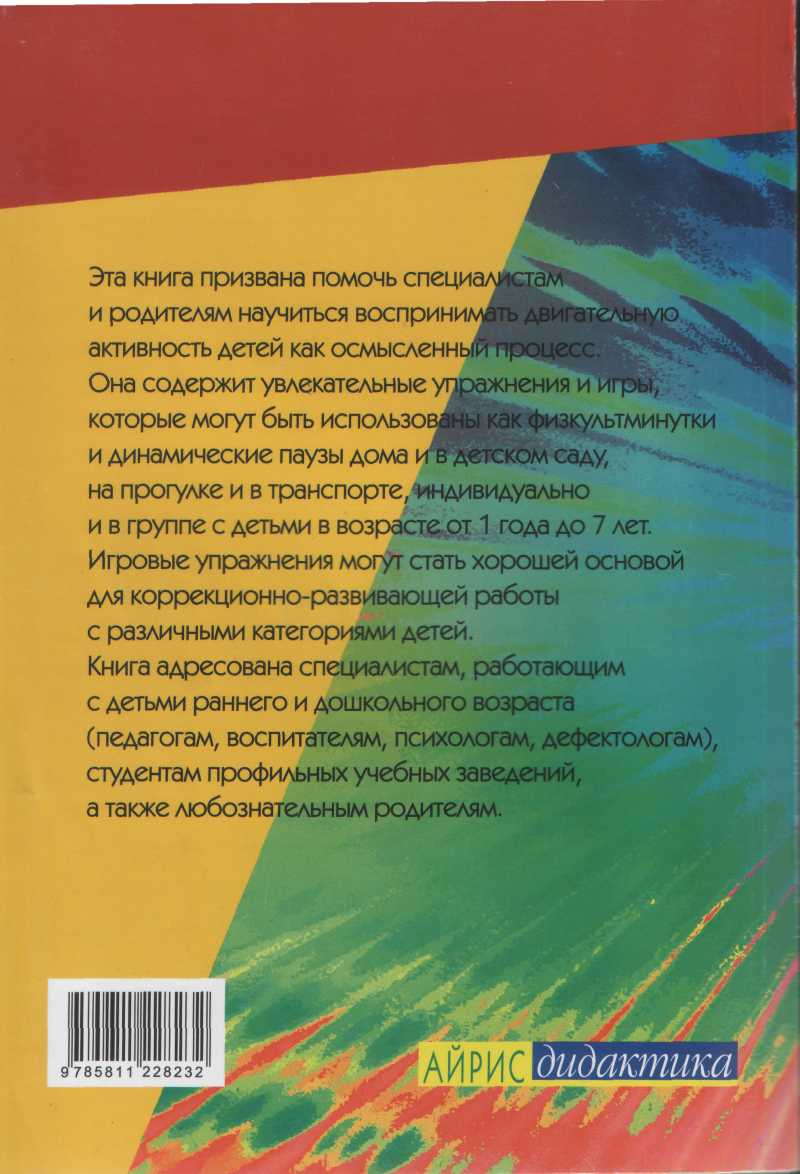 Эта книга призвана помочь специалистам
и родителям научиться воспринимать двигательную
активность детей как осмысленный процесс.
Она содержит увлекательные упражнения и игры,
которые могут быть использованы как физкультминутки
и динамические паузы дома и в детском саду,
на прогулке и в транспорте, индивидуально
и в группе с детьми в возрасте от 1 года до 7 лет.
Игровые упражнения могут стать хорошей основой
для коррекционно-развивающей работы
с различными категориями детей.
Книга адресована специалистам, работающим
с детьми раннего и дошкольного возраста
(педагогам, воспитателям, психологам, дефектологам),
студентам профильных учебных заведений,
а также любознательным родителям.
9785811 228232
АЙРИС дидактика